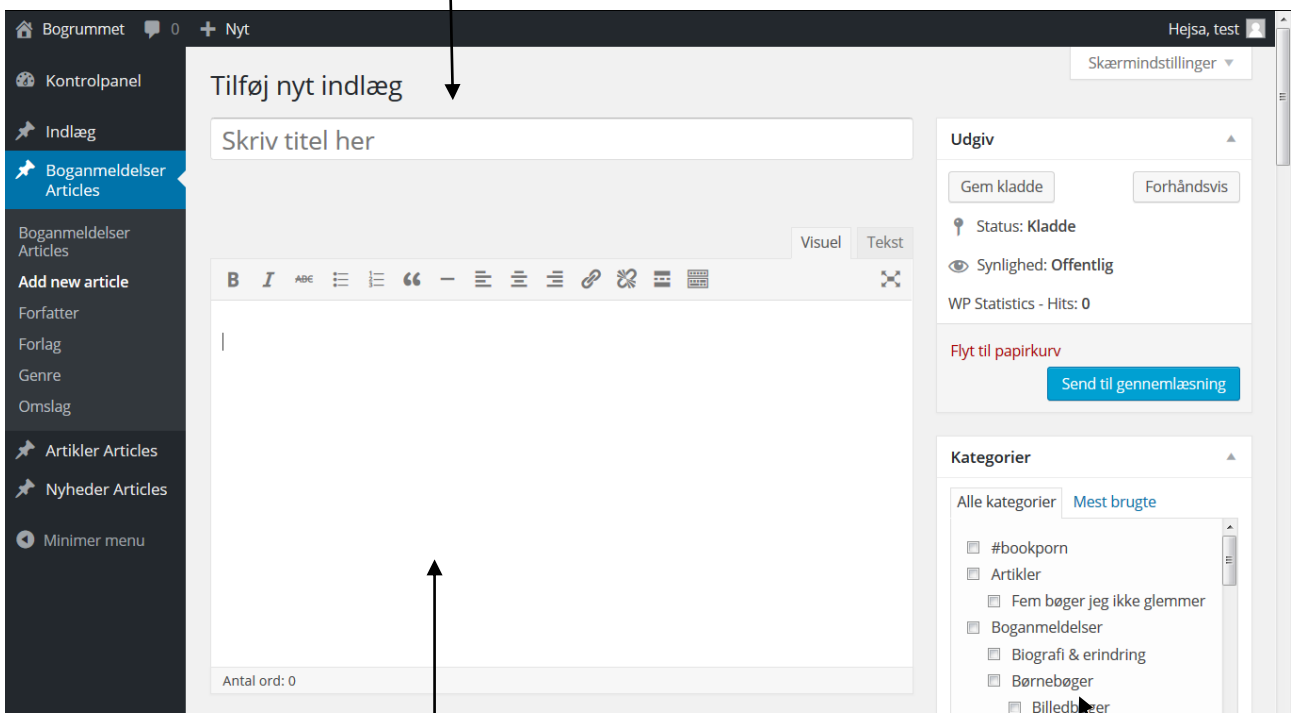 Bogrummet 0 + Nyt Hejsa, test
Skærmindstillinger
Kontrolpanel
Indlæg
Boganmeldelser
Articles
Boganmeldelser
Articles
Add new article
Forfatter
Forlag
Genre
Omslag
Artikler Articles
Nyheder Articles
Minimer menu
Tilføj nyt indlæg
Skriv titel her
Visuel Tekst
B I ABC
Antal ord: 0
Udgiv
Gem kladde Forhåndsvis
Status: Kladde
Synlighed: Offentlig
WP Statistics - Hits: 0
Flyt til papirkurv
Send til gennemlæsning
Kategorier
Alle kategorier Mest brugte
#bookporn
Artikler
Fem bøger jeg ikke glemmer
Boganmeldelser
Biografi & erindring
Børnebøger